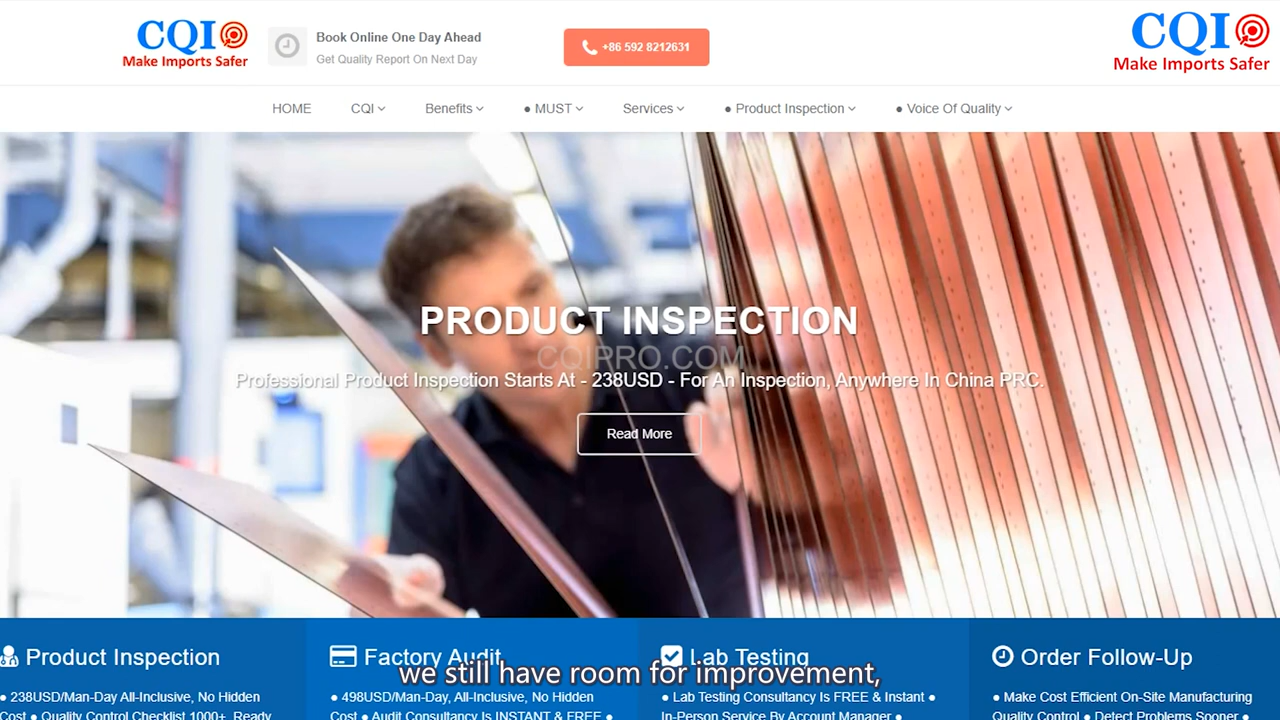 CQI
Make Imports Safer
Book Online One Day Ahead
Get Quality Report On Next Day
+86 592 8212631
CQI
Make Imports Safer
HOME
CQI
Benefits
● MUST
Services
● Product Inspection
● Voice Of Quality
PRODUCT INSPECTION
CQIPRO.COM
Professional Product Inspection Starts At - 238USD - For An Inspection, Anywhere In China PRC.
Read More
Product Inspection
● 238USD/Man-Day All-Inclusive, No Hidden
Cost ● Quality Control Checklist 1000+, Ready
Factory Audit
● 498USD/Man-Day, All-Inclusive, No Hidden
Cost ● Audit Consultancy Is INSTANT & FREE ●
Lab Testing
● Lab Testing Consultancy Is FREE & Instant ●
In-Person Service By Account Manager ●
Order Follow-Up
● Make Cost Efficient On-Site Manufacturing
Quality Control ● Detect Problems Sooner ●
we still have room for improvement,